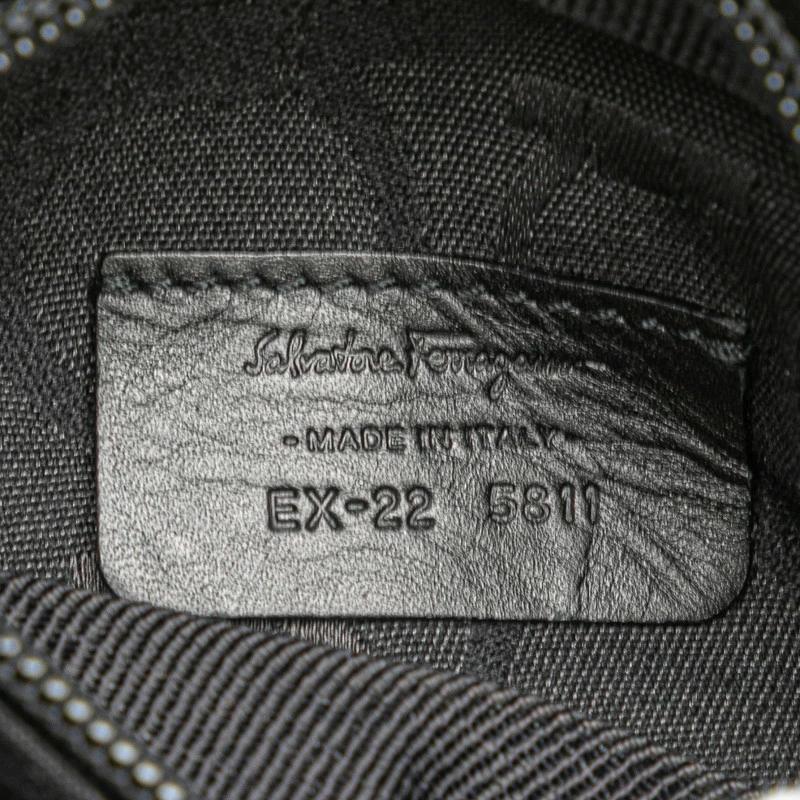 Salvatore Ferragamo
- MADE IN ITALY -
EX-22 5811